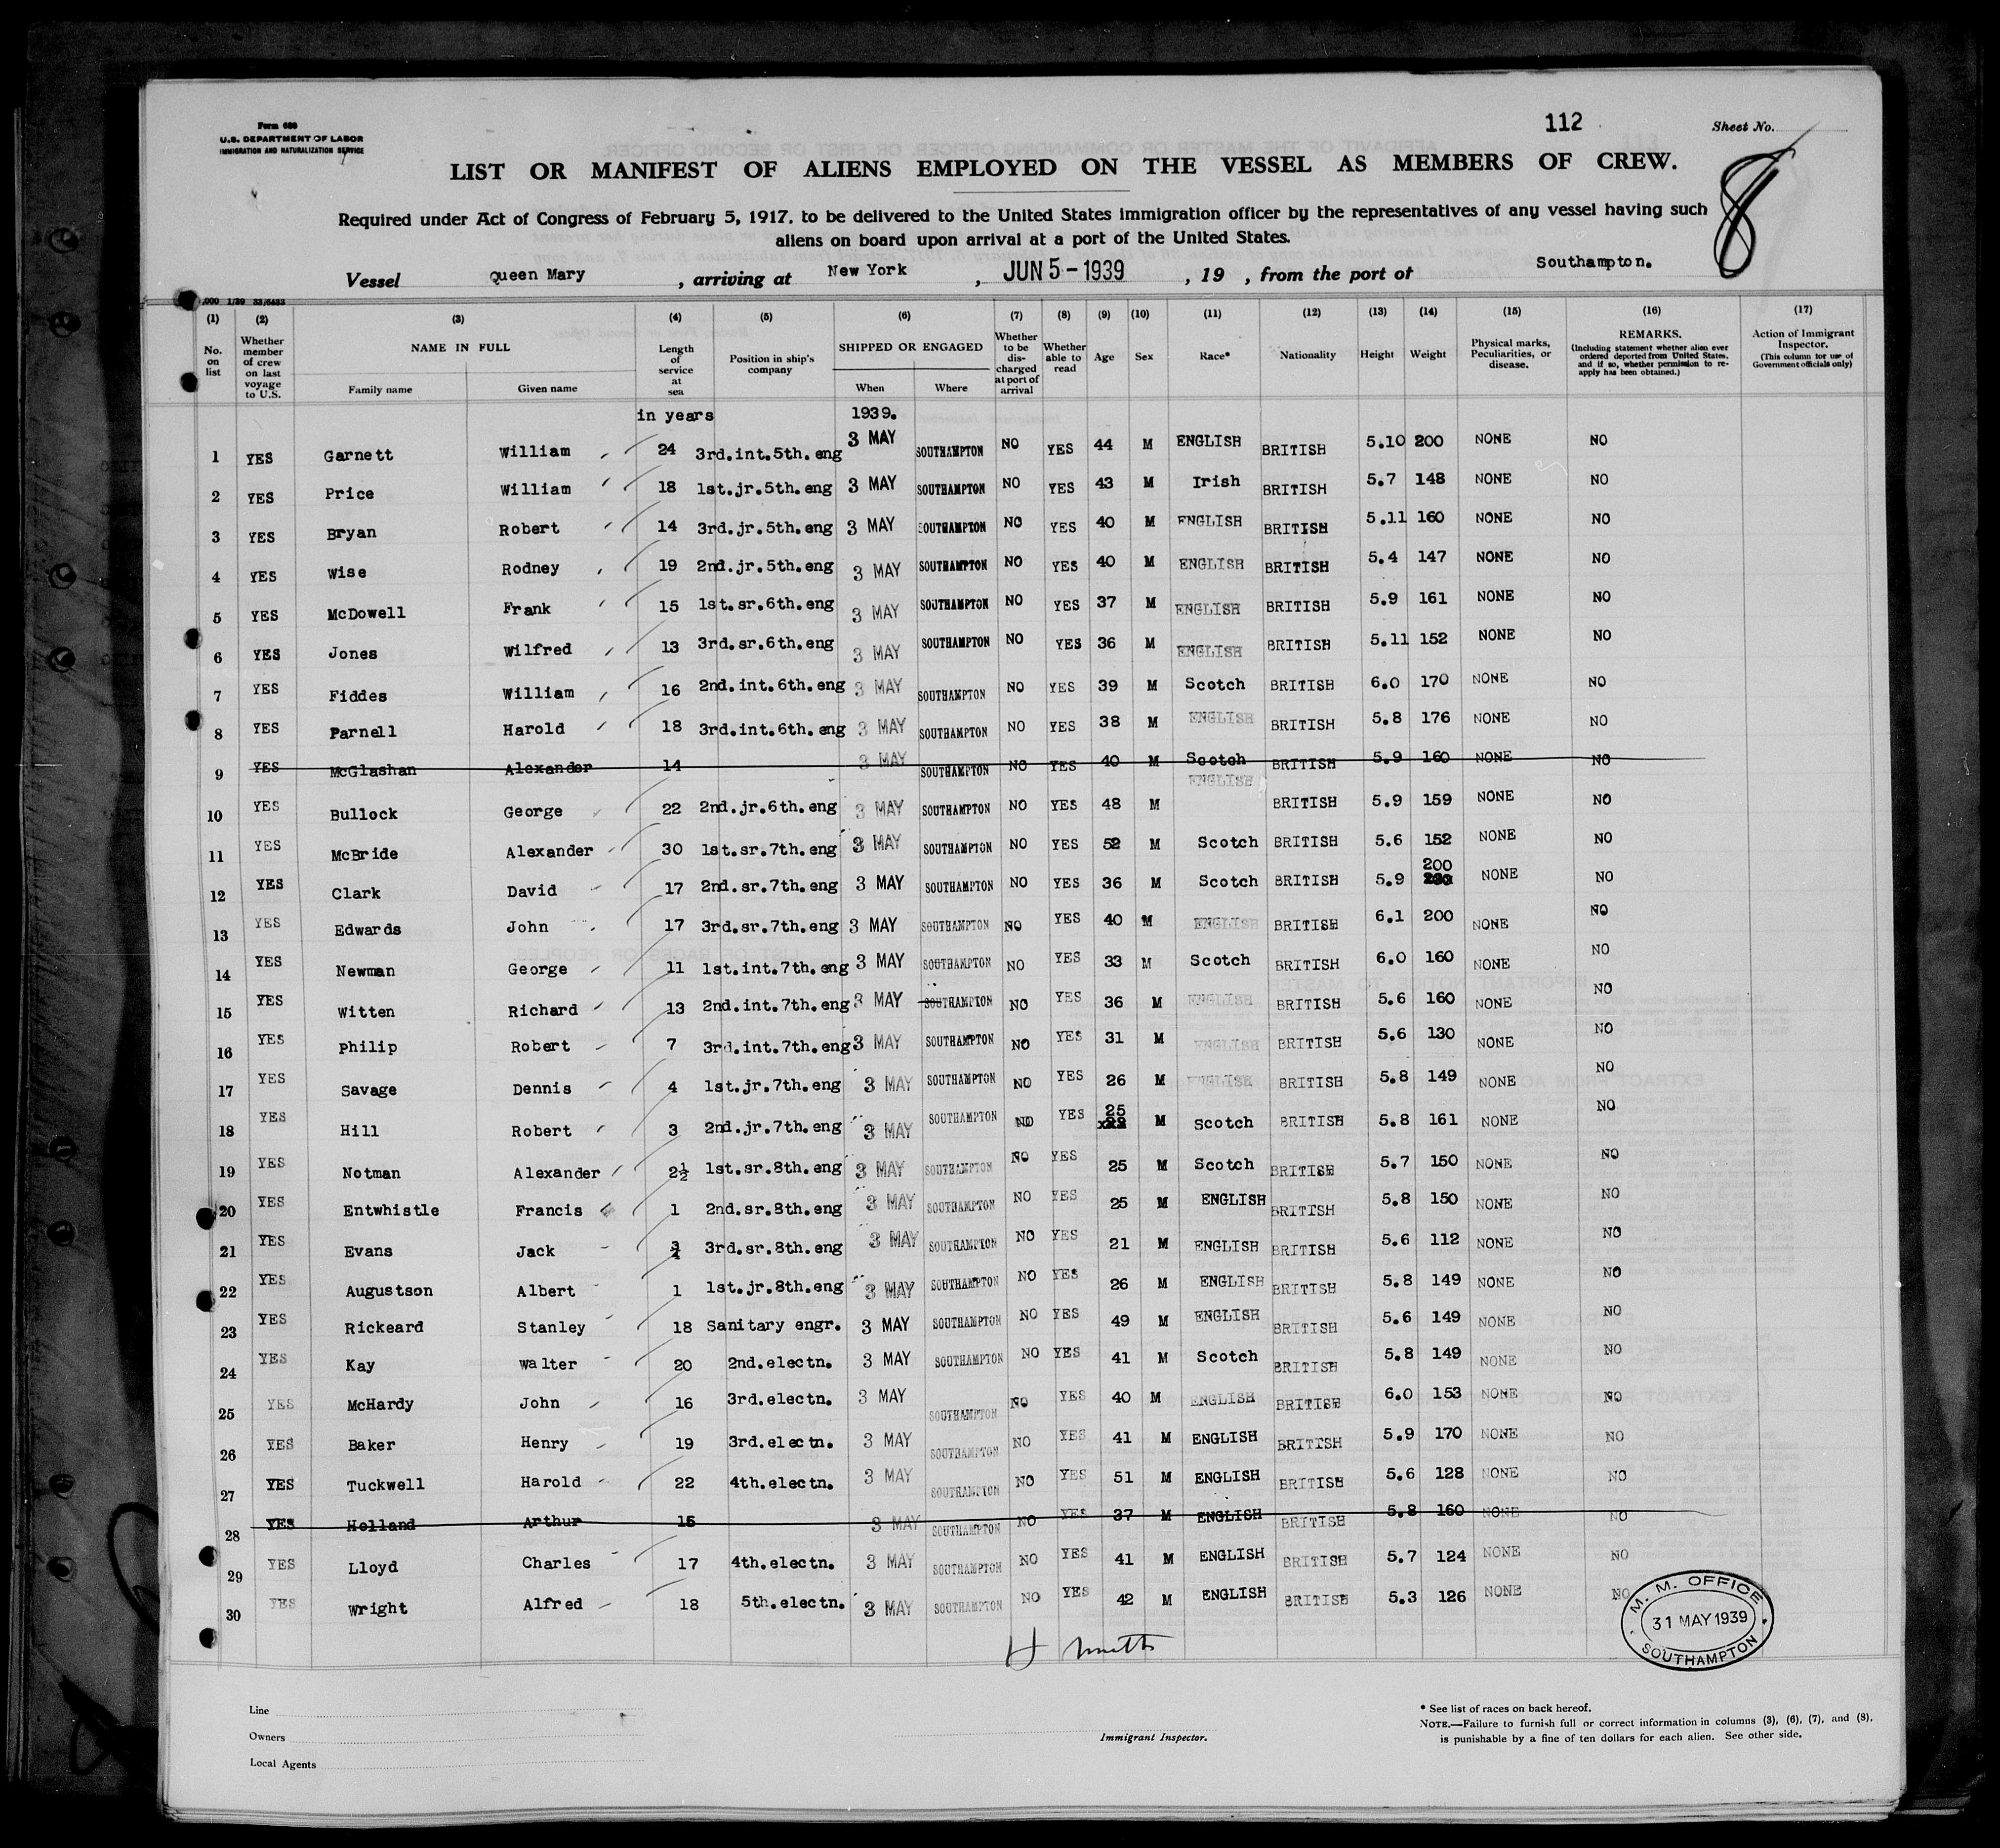 Form 680
U.S. DEPARTMENT OF LABOR
IMMIGRATION AND NATURALIZATION SERVICE
112
Sheet No.
8
LIST OR MANIFEST OF ALIENS EMPLOYED ON THE VESSEL AS MEMBERS OF CREW.
Required under Act of Congress of February 5, 1917, to be delivered to the United States immigration officer by the representatives of any vessel having such
aliens on board upon arrival at a port of the United States.
Vessel Queen Mary, arriving at New York, JUN 5 - 1939, 19 , from the port of Southampton.
,000 1/39 33/6433
(1) (2) (3) (4) (5) (6) (7) (8) (9) (10) (11) (12) (13) (14) (15) (16) (17)
No. on list Whether member of crew on last voyage to U.S. NAME IN FULL Family name Given name Length of service at sea Position in ship's company SHIPPED OR ENGAGED When Where Whether to be discharged at port of arrival Whether able to read Age Sex Race* Nationality Height Weight Physical marks, Peculiarities, or disease. REMARKS. (Including statement whether alien ever ordered deported from United States, and if so, whether permission to re-apply has been obtained.) Action of Immigrant Inspector. (This column for use of Government officials only)
in years 1939.
1 YES Garnett William 24 3rd.int.5th.eng 3 MAY SOUTHAMPTON NO YES 44 M ENGLISH BRITISH 5.10 200 NONE NO
2 YES Price William 18 1st.jr.5th.eng 3 MAY SOUTHAMPTON NO YES 43 M Irish BRITISH 5.7 148 NONE NO
3 YES Bryan Robert 14 3rd.jr.5th.eng 3 MAY SOUTHAMPTON NO YES 40 M ENGLISH BRITISH 5.11 160 NONE NO
4 YES Wise Rodney 19 2nd.jr.5th.eng 3 MAY SOUTHAMPTON NO YES 40 M ENGLISH BRITISH 5.4 147 NONE NO
5 YES McDowell Frank 15 1st.sr.6th.eng 3 MAY SOUTHAMPTON NO YES 37 M ENGLISH BRITISH 5.9 161 NONE NO
6 YES Jones Wilfred 13 3rd.sr.6th.eng 3 MAY SOUTHAMPTON NO YES 36 M ENGLISH BRITISH 5.11 152 NONE NO
7 YES Fiddes William 16 2nd.int.6th.eng 3 MAY SOUTHAMPTON NO YES 39 M Scotch BRITISH 6.0 170 NONE NO
8 YES Parnell Harold 18 3rd.int.6th.eng 3 MAY SOUTHAMPTON NO YES 38 M ENGLISH BRITISH 5.8 176 NONE NO
9 YES McGlashan Alexander 14 3 MAY SOUTHAMPTON NO YES 40 M Scotch BRITISH 5.9 160 NONE NO
ENGLISH
10 YES Bullock George 22 2nd.jr.6th.eng 3 MAY SOUTHAMPTON NO YES 48 M BRITISH 5.9 159 NONE NO
11 YES McBride Alexander 30 1st.sr.7th.eng 3 MAY SOUTHAMPTON NO YES 52 M Scotch BRITISH 5.6 152 NONE NO
12 YES Clark David 17 2nd.sr.7th.eng 3 MAY SOUTHAMPTON NO YES 36 M Scotch BRITISH 5.9 200 NONE NO
13 YES Edwards John 17 3rd.sr.7th.eng 3 MAY SOUTHAMPTON NO YES 40 M ENGLISH BRITISH 6.1 200 NONE NO
14 YES Newman George 11 1st.int.7th.eng 3 MAY SOUTHAMPTON NO YES 33 M Scotch BRITISH 6.0 160 NONE NO
15 YES Witten Richard 13 2nd.int.7th.eng 3 MAY SOUTHAMPTON NO YES 36 M ENGLISH BRITISH 5.6 160 NONE NO
16 YES Philip Robert 7 3rd.int.7th.eng 3 MAY SOUTHAMPTON NO YES 31 M ENGLISH BRITISH 5.6 130 NONE NO
17 YES Savage Dennis 4 1st.jr.7th.eng 3 MAY SOUTHAMPTON NO YES 26 M ENGLISH BRITISH 5.8 149 NONE NO
18 YES Hill Robert 3 2nd.jr.7th.eng 3 MAY SOUTHAMPTON NO YES 25 M Scotch BRITISH 5.8 161 NONE NO
19 YES Notman Alexander 2½ 1st.sr.8th.eng 3 MAY SOUTHAMPTON NO YES 25 M Scotch BRITISH 5.7 150 NONE NO
20 YES Entwhistle Francis 1 2nd.sr.8th.eng 3 MAY SOUTHAMPTON NO YES 25 M ENGLISH BRITISH 5.8 150 NONE NO
21 YES Evans Jack ¾ 3rd.sr.8th.eng 3 MAY SOUTHAMPTON NO YES 21 M ENGLISH BRITISH 5.6 112 NONE NO
22 YES Augustson Albert 1 1st.jr.8th.eng 3 MAY SOUTHAMPTON NO YES 26 M ENGLISH BRITISH 5.8 149 NONE NO
23 YES Rickeard Stanley 18 Sanitary engr. 3 MAY SOUTHAMPTON NO YES 49 M ENGLISH BRITISH 5.6 149 NONE NO
24 YES Kay Walter 20 2nd.electn. 3 MAY SOUTHAMPTON NO YES 41 M Scotch BRITISH 5.8 149 NONE NO
25 YES McHardy John 16 3rd.electn. 3 MAY SOUTHAMPTON NO YES 40 M ENGLISH BRITISH 6.0 153 NONE NO
26 YES Baker Henry 19 3rd.electn. 3 MAY SOUTHAMPTON NO YES 41 M ENGLISH BRITISH 5.9 170 NONE NO
27 YES Tuckwell Harold 22 4th.electn. 3 MAY SOUTHAMPTON NO YES 51 M ENGLISH BRITISH 5.6 128 NONE NO
28 YES Holland Arthur 15 3 MAY SOUTHAMPTON NO YES 37 M ENGLISH BRITISH 5.8 160 NONE NO
29 YES Lloyd Charles 17 4th.electn. 3 MAY SOUTHAMPTON NO YES 41 M ENGLISH BRITISH 5.7 124 NONE NO
30 YES Wright Alfred 18 5th.electn. 3 MAY SOUTHAMPTON NO YES 42 M ENGLISH BRITISH 5.3 126 NONE NO
M. M. OFFICE
31 MAY 1939
SOUTHAMPTON
Line
Owners
Local Agents
Immigrant Inspector.
* See list of races on back hereof.
NOTE.—Failure to furnish full or correct information in columns (3), (6), (7), and (8),
is punishable by a fine of ten dollars for each alien. See other side.